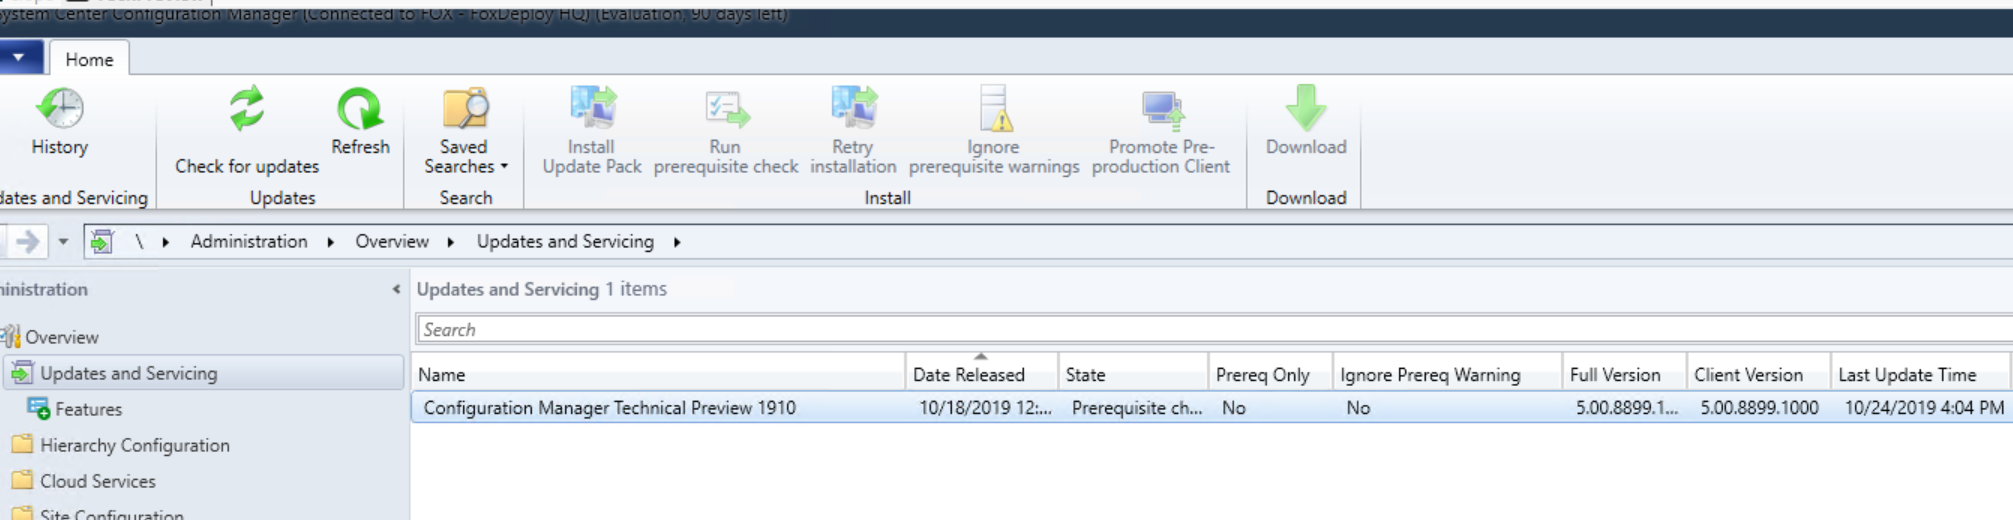 System Center Configuration Manager (Connected to FOX - FoxDeploy HQ) (Evaluation, 90 days left)
Home
History
Check for updates
Refresh
Saved
Searches
Install
Update Pack
Run
prerequisite check
Retry
installation
Ignore
prerequisite warnings
Promote Pre-
production Client
Download
dates and Servicing
Updates
Search
Install
Download
\ Administration Overview Updates and Servicing
ministration
Updates and Servicing 1 items
Search
Overview
Updates and Servicing
Features
Hierarchy Configuration
Cloud Services
Site Configuration
Name Date Released State Prereq Only Ignore Prereq Warning Full Version Client Version Last Update Time
Configuration Manager Technical Preview 1910 10/18/2019 12:... Prerequisite ch... No No 5.00.8899.1... 5.00.8899.1000 10/24/2019 4:04 PM